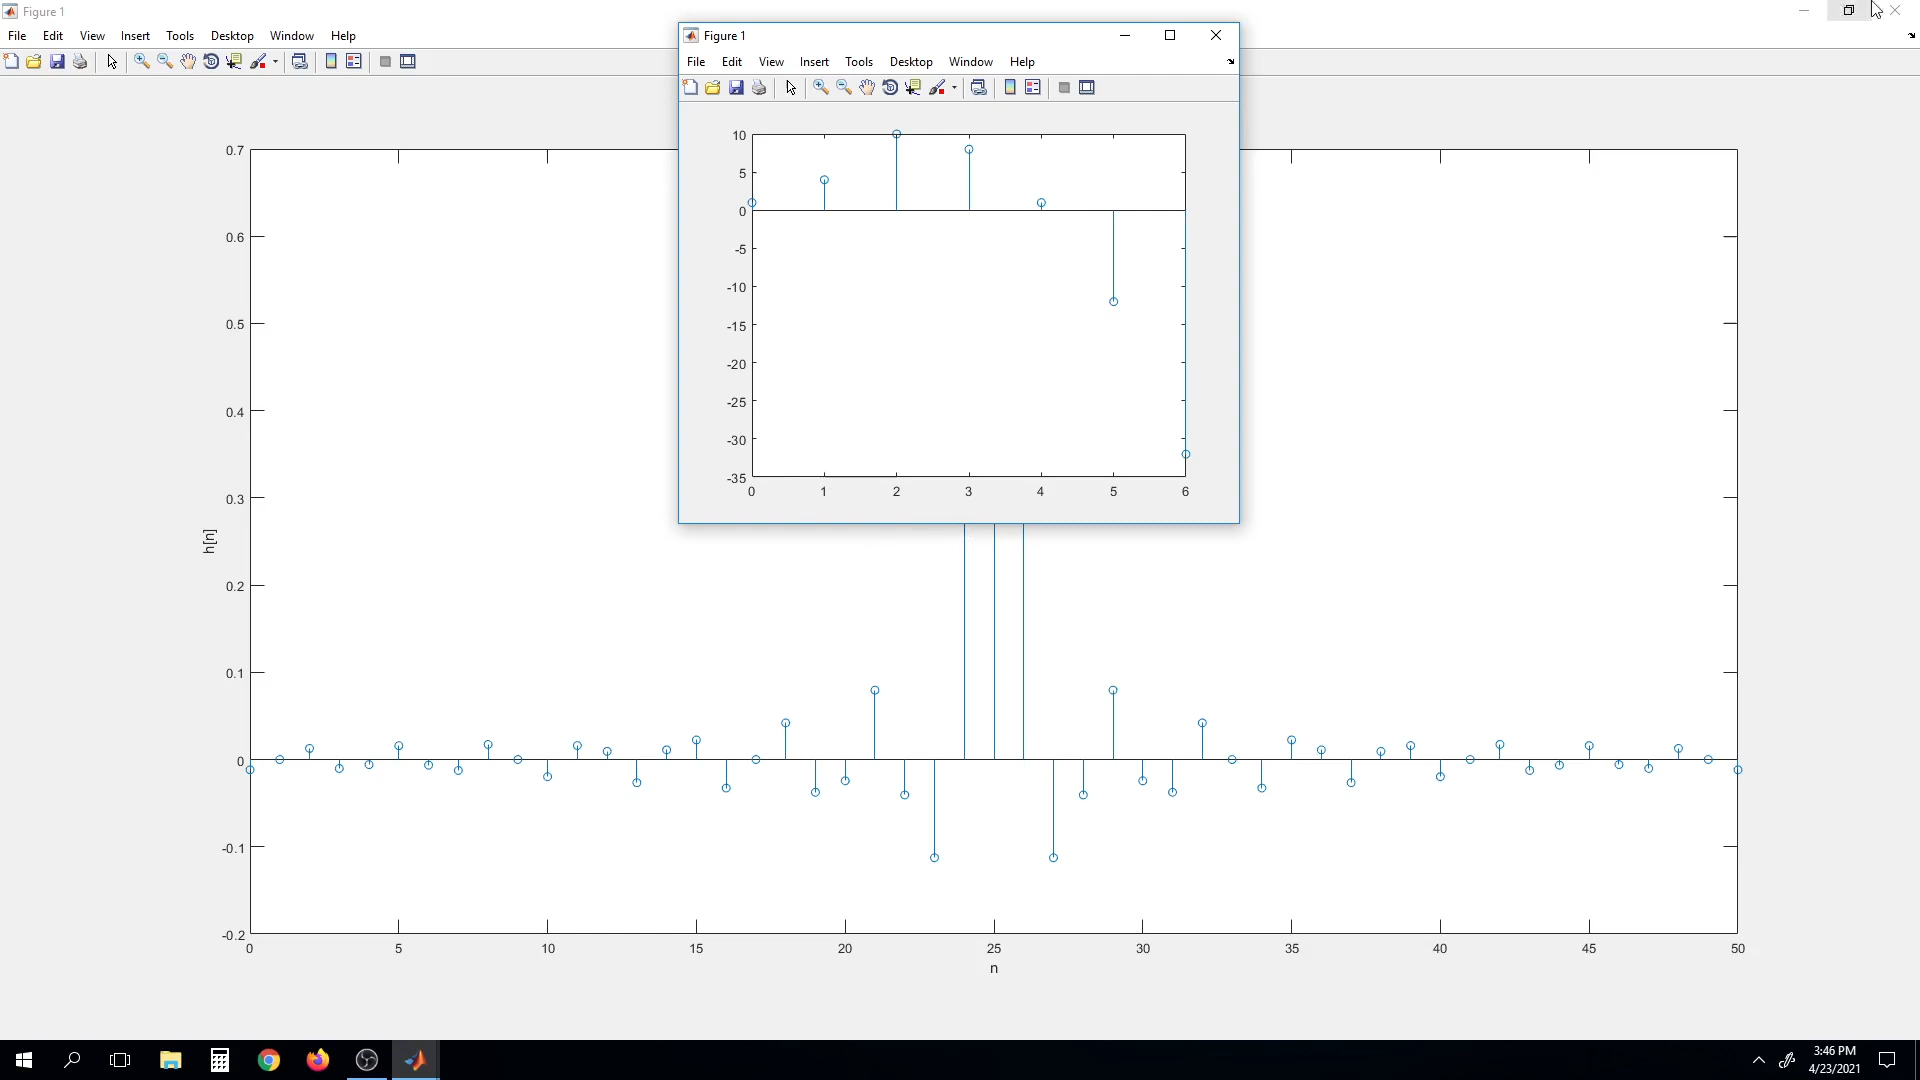 Figure 1
File Edit View Insert Tools Desktop Window Help
Figure 1
File Edit View Insert Tools Desktop Window Help
10
5
0
-5
-10
-15
-20
-25
-30
-35
0 1 2 3 4 5 6
0.7
0.6
0.5
0.4
0.3
0.2
0.1
0
-0.1
-0.2
h[n]
0 5 10 15 20 25 30 35 40 45 50
n
3:46 PM
4/23/2021